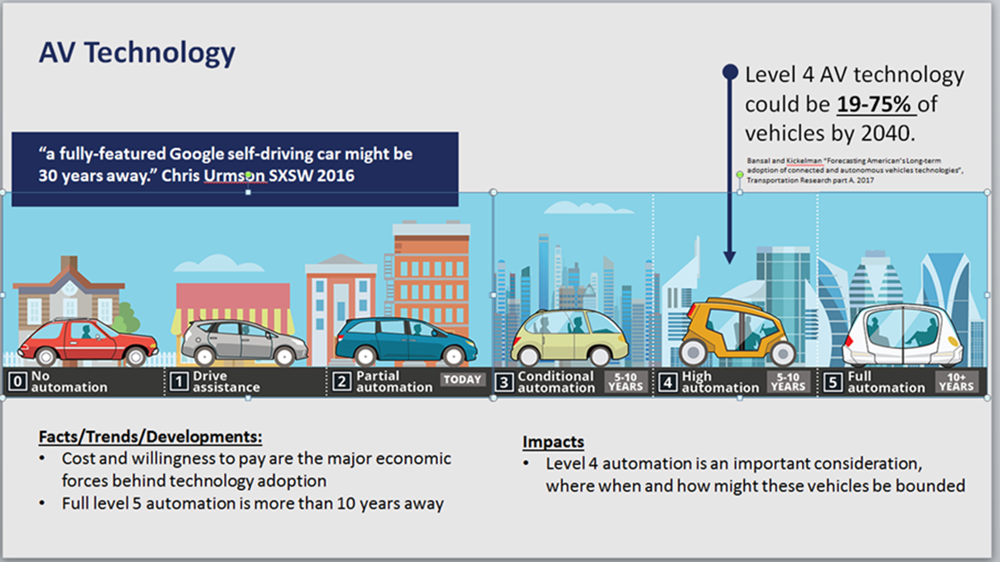 AV Technology
Level 4 AV technology
could be 19-75% of
vehicles by 2040.
Bansal and Kickelman “Forecasting American’s Long-term
adoption of connected and autonomous vehicles technologies”,
Transportation Research part A. 2017
“a fully-featured Google self-driving car might be
30 years away.” Chris Urmson SXSW 2016
0 No
automation
1 Drive
assistance
2 Partial
automation
TODAY
3 Conditional
automation
5-10
YEARS
4 High
automation
5-10
YEARS
5 Full
automation
10+
YEARS
Facts/Trends/Developments:
• Cost and willingness to pay are the major economic
forces behind technology adoption
• Full level 5 automation is more than 10 years away
Impacts
• Level 4 automation is an important consideration,
where when and how might these vehicles be bounded